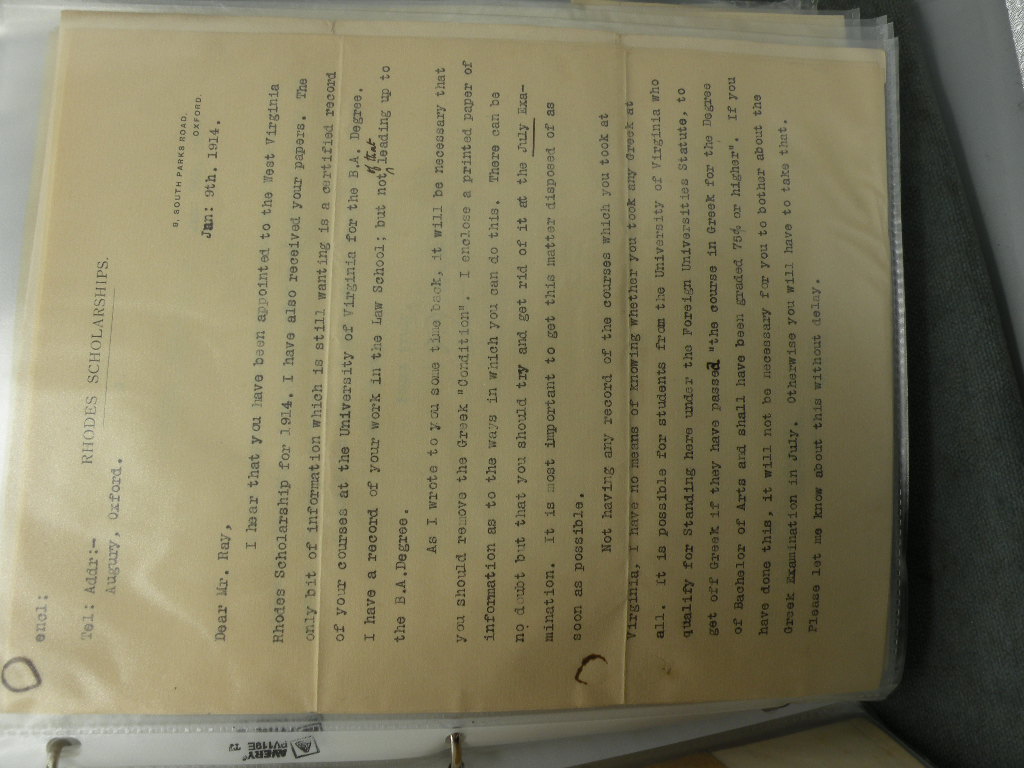 encl:
Tel: Addr:-
Augury, Oxford.
RHODES SCHOLARSHIPS.
9, SOUTH PARKS ROAD,
OXFORD.
Jan: 9th. 1914.
Dear Mr. Ray,
I hear that you have been appointed to the West Virginia
Rhodes Scholarship for 1914. I have also received your papers. The
only bit of information which is still wanting is a certified record
of your courses at the University of Virginia for the B.A. Degree.
I have a record of your work in the Law School; but not of that leading up to
the B.A.Degree.
As I wrote to you some time back, it will be necessary that
you should remove the Greek "Condition". I enclose a printed paper of
information as to the ways in which you can do this. There can be
no doubt but that you should try and get rid of it at the July Exa-
mination. It is most important to get this matter disposed of as
soon as possible.
Not having any record of the courses which you took at
Virginia, I have no means of knowing whether you took any Greek at
all. It is possible for students from the University of Virginia who
qualify for Standing here under the Foreign Universities Statute, to
get off Greek if they have passed "the course in Greek for the Degree
of Bachelor of Arts and shall have been graded 75% or higher". If you
have done this, it will not be necessary for you to bother about the
Greek Examination in July. Otherwise you will have to take that.
Please let me know about this without delay.
AVERY
PV119E